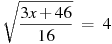 √((3x + 46)/16) = 4